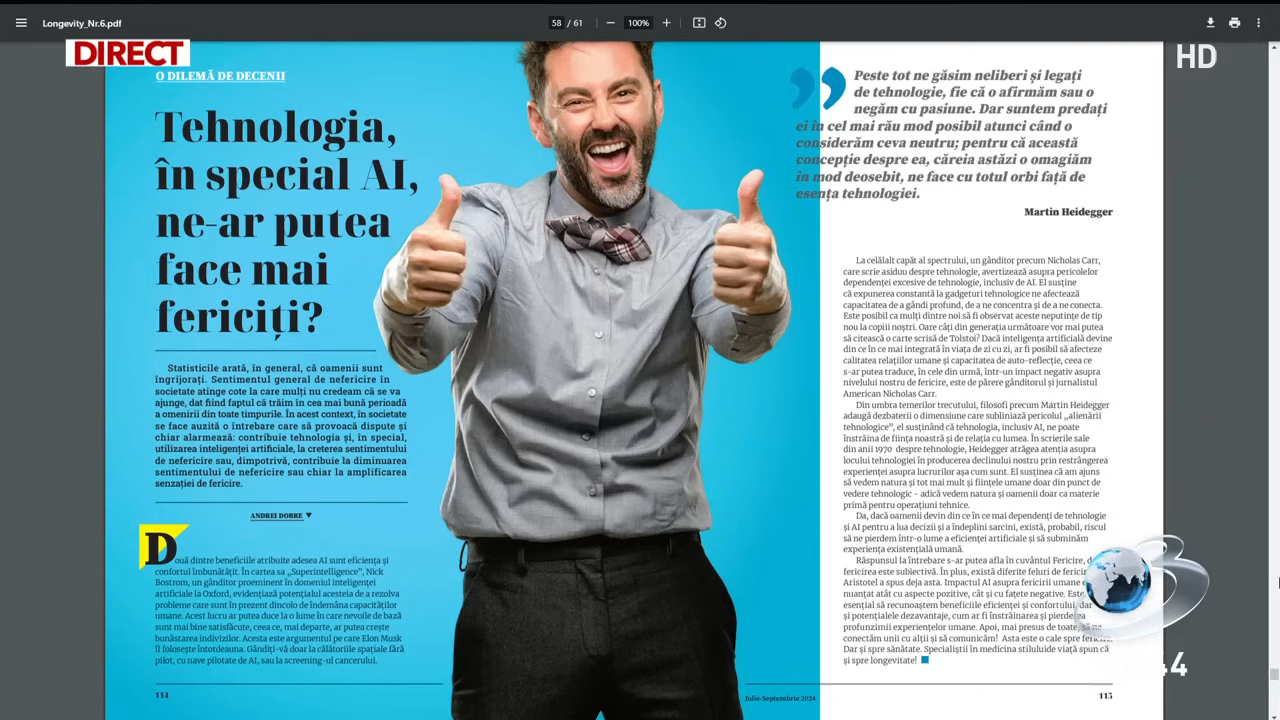 Longevity_Nr.6.pdf
58 / 61
100%
DIRECT
HD
O DILEMĂ DE DECENII
Tehnologia,
în special AI,
ne-ar putea
face mai
fericiți?
Statisticile arată, în general, că oamenii sunt
îngrijorați. Sentimentul general de nefericire în
societate atinge cote la care mulți nu credeam că se va
ajunge, dat fiind faptul că trăim în cea mai bună perioadă
a omenirii din toate timpurile. În acest context, în societate
se face auzită o întrebare care să provoacă dispute și
chiar alarmează: contribuie tehnologia și, în special,
utilizarea inteligenței artificiale, la creterea sentimentului
de nefericire sau, dimpotrivă, contribuie la diminuarea
sentimentului de nefericire sau chiar la amplificarea
senzației de fericire.
ANDREI DOBRE
Două dintre beneficiile atribuite adesea AI sunt eficiența și
confortul îmbunătățit. În cartea sa „Superintelligence”, Nick
Bostrom, un gânditor proeminent în domeniul inteligenței
artificiale la Oxford, evidențiază potențialul acesteia de a rezolva
probleme care sunt în prezent dincolo de îndemâna capacităților
umane. Acest lucru ar putea duce la o lume în care nevoile de bază
sunt mai bine satisfăcute, ceea ce, mai departe, ar putea crește
bunăstarea indivizilor. Acesta este argumentul pe care Elon Musk
îl folosește întotdeauna. Gândiți-vă doar la călătoriile spațiale fără
pilot, cu nave pilotate de AI, sau la screening-ul cancerului.
114
Peste tot ne găsim neliberi și legați
de tehnologie, fie că o afirmăm sau o
negăm cu pasiune. Dar suntem predați
ei în cel mai rău mod posibil atunci când o
considerăm ceva neutru; pentru că această
concepție despre ea, căreia astăzi o omagiăm
în mod deosebit, ne face cu totul orbi față de
esența tehnologiei.
Martin Heidegger
La celălalt capăt al spectrului, un gânditor precum Nicholas Carr,
care scrie asiduu despre tehnologie, avertizează asupra pericolelor
dependenței excesive de tehnologie, inclusiv de AI. El susține
că expunerea constantă la gadgeturi tehnologice ne afectează
capacitatea de a gândi profund, de a ne concentra și de a ne conecta.
Este posibil ca mulți dintre noi să fi observat aceste neputințe de tip
nou la copiii noștri. Oare câți din generația următoare vor mai putea
să citească o carte scrisă de Tolstoi? Dacă inteligența artificială devine
din ce în ce mai integrată în viața de zi cu zi, ar fi posibil să afecteze
calitatea relațiilor umane și capacitatea de auto-reflecție, ceea ce
s-ar putea traduce, în cele din urmă, într-un impact negativ asupra
nivelului nostru de fericire, este de părere gânditorul și jurnalistul
American Nicholas Carr.
Din umbra temerilor trecutului, filosofi precum Martin Heidegger
adaugă dezbaterii o dimensiune care subliniază pericolul „alienării
tehnologice”, el susținând că tehnologia, inclusiv AI, ne poate
înstrăina de ființa noastră și de relația cu lumea. În scrierile sale
din anii 1970 despre tehnologie, Heidegger atrăgea atenția asupra
locului tehnologiei în producerea declinului nostru prin restrângerea
experienței asupra lucrurilor așa cum sunt. El susținea că am ajuns
să vedem natura și tot mai mult și ființele umane doar din punct de
vedere tehnologic - adică vedem natura și oamenii doar ca materie
primă pentru operațiuni tehnice.
Da, dacă oamenii devin din ce în ce mai dependenți de tehnologie
și AI pentru a lua decizii și a îndeplini sarcini, există, probabil, riscul
să ne pierdem într-o lume a eficienței artificiale și să subminăm
experiența existențială umană.
Răspunsul la întrebare s-ar putea afla în cuvântul Fericire,
fericirea este subiectivă. În plus, există diferite feluri de
Aristotel a spus deja asta. Impactul AI asupra fericirii umane
nuanțat atât cu aspecte pozitive, cât și cu fațete negative.
esențial să recunoaștem beneficiile eficienței și confortului
și potențialele dezavantaje, cum ar fi înstrăinarea și
profunzimii experiențelor umane. Apoi, mai presus de toate, să ne
conectăm unii cu alții și să comunicăm! Asta este o cale spre fericire.
Dar și spre sănătate. Specialiștii în medicina stiluluide viață spun că
și spre longevitate!
Iulie-Septembrie 2024
115
44